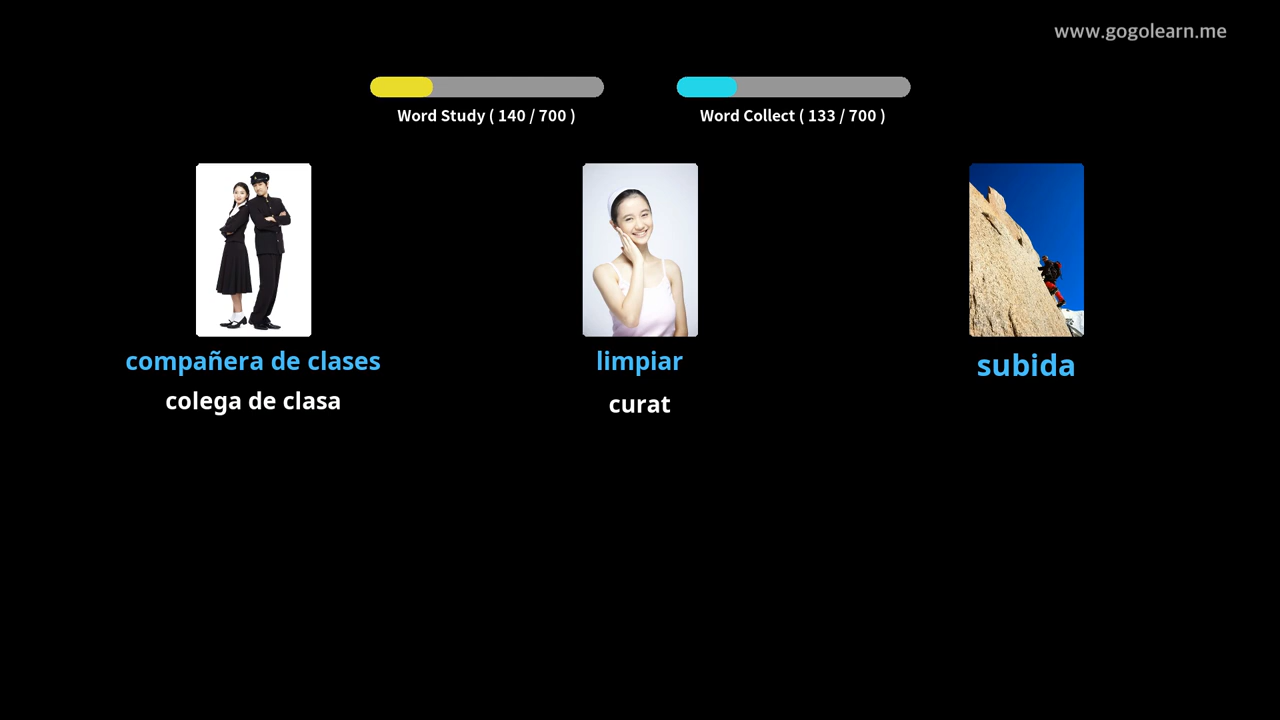 www.gogolearn.me
Word Study ( 140 / 700 )
Word Collect ( 133 / 700 )
compañera de clases
colega de clasa
limpiar
curat
subida